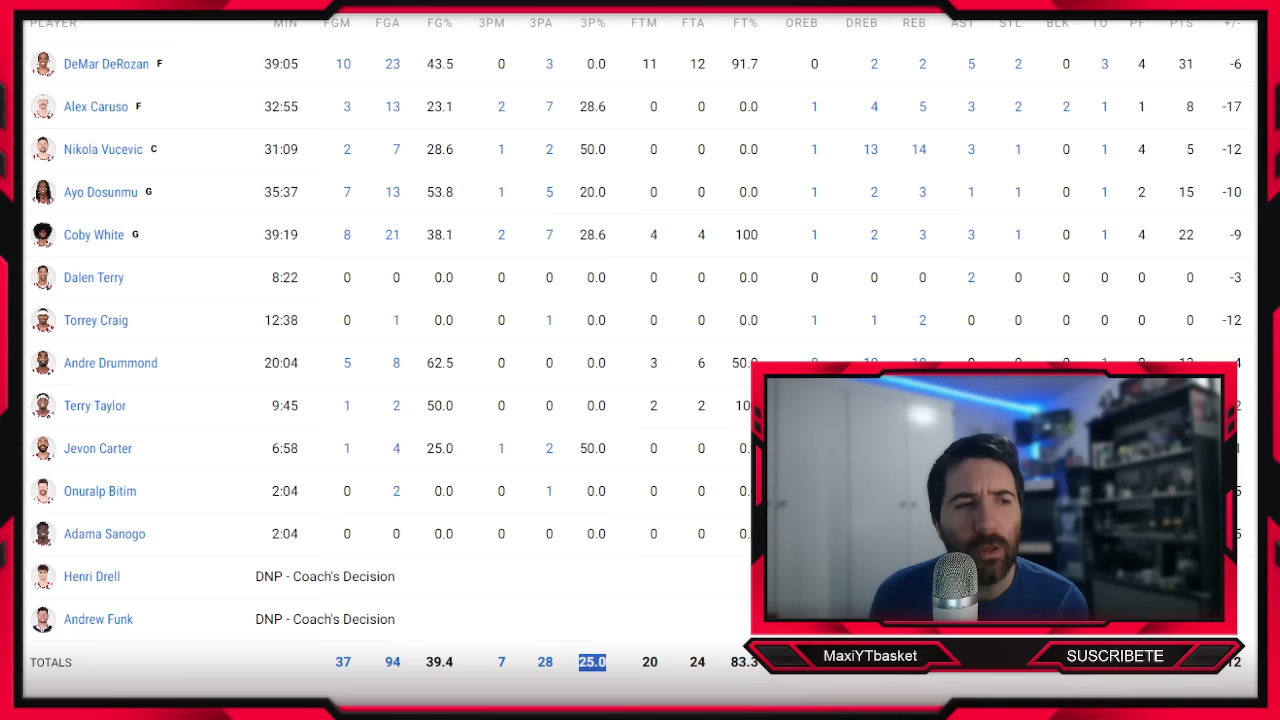 PLAYER MIN FGM FGA FG% 3PM 3PA 3P% FTM FTA FT% OREB DREB REB AST STL BLK TO PF PTS +/-
DeMar DeRozan F 39:05 10 23 43.5 0 3 0.0 11 12 91.7 0 2 2 5 2 0 3 4 31 -6
Alex Caruso F 32:55 3 13 23.1 2 7 28.6 0 0 0.0 1 4 5 3 2 2 1 1 8 -17
Nikola Vucevic C 31:09 2 7 28.6 1 2 50.0 0 0 0.0 1 13 14 3 1 0 1 4 5 -12
Ayo Dosunmu G 35:37 7 13 53.8 1 5 20.0 0 0 0.0 1 2 3 1 1 0 1 2 15 -10
Coby White G 39:19 8 21 38.1 2 7 28.6 4 4 100 1 2 3 3 1 0 1 4 22 -9
Dalen Terry 8:22 0 0 0.0 0 0 0.0 0 0 0.0 0 0 0 2 0 0 0 0 0 -3
Torrey Craig 12:38 0 1 0.0 0 1 0.0 0 0 0.0 1 1 2 0 0 0 0 0 0 -12
Andre Drummond 20:04 5 8 62.5 0 0 0.0 3 6 50.
Terry Taylor 9:45 1 2 50.0 0 0 0.0 2 2 10
Jevon Carter 6:58 1 4 25.0 1 2 50.0 0 0 0.
Onuralp Bitim 2:04 0 2 0.0 0 1 0.0 0 0 0.
Adama Sanogo 2:04 0 0 0.0 0 0 0.0 0 0 0.
Henri Drell DNP - Coach's Decision
Andrew Funk DNP - Coach's Decision
TOTALS 37 94 39.4 7 28 25.0 20 24 83.3
MaxiYTbasket SUSCRIBETE